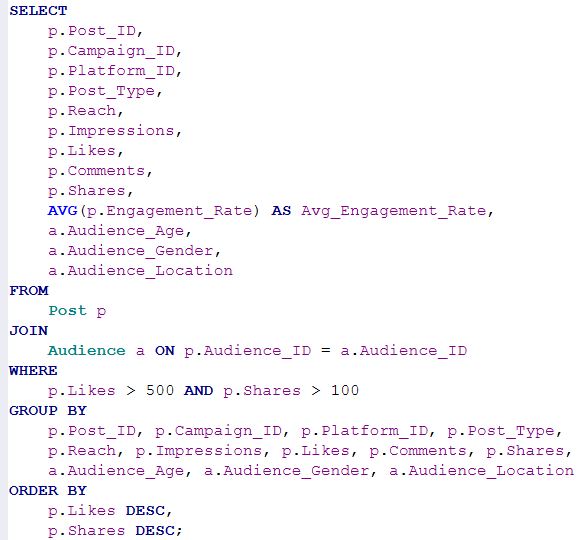 SELECT
    p.Post_ID,
    p.Campaign_ID,
    p.Platform_ID,
    p.Post_Type,
    p.Reach,
    p.Impressions,
    p.Likes,
    p.Comments,
    p.Shares,
    AVG(p.Engagement_Rate) AS Avg_Engagement_Rate,
    a.Audience_Age,
    a.Audience_Gender,
    a.Audience_Location
FROM
    Post p
JOIN
    Audience a ON p.Audience_ID = a.Audience_ID
WHERE
    p.Likes > 500 AND p.Shares > 100
GROUP BY
    p.Post_ID, p.Campaign_ID, p.Platform_ID, p.Post_Type,
    p.Reach, p.Impressions, p.Likes, p.Comments, p.Shares,
    a.Audience_Age, a.Audience_Gender, a.Audience_Location
ORDER BY
    p.Likes DESC,
    p.Shares DESC;